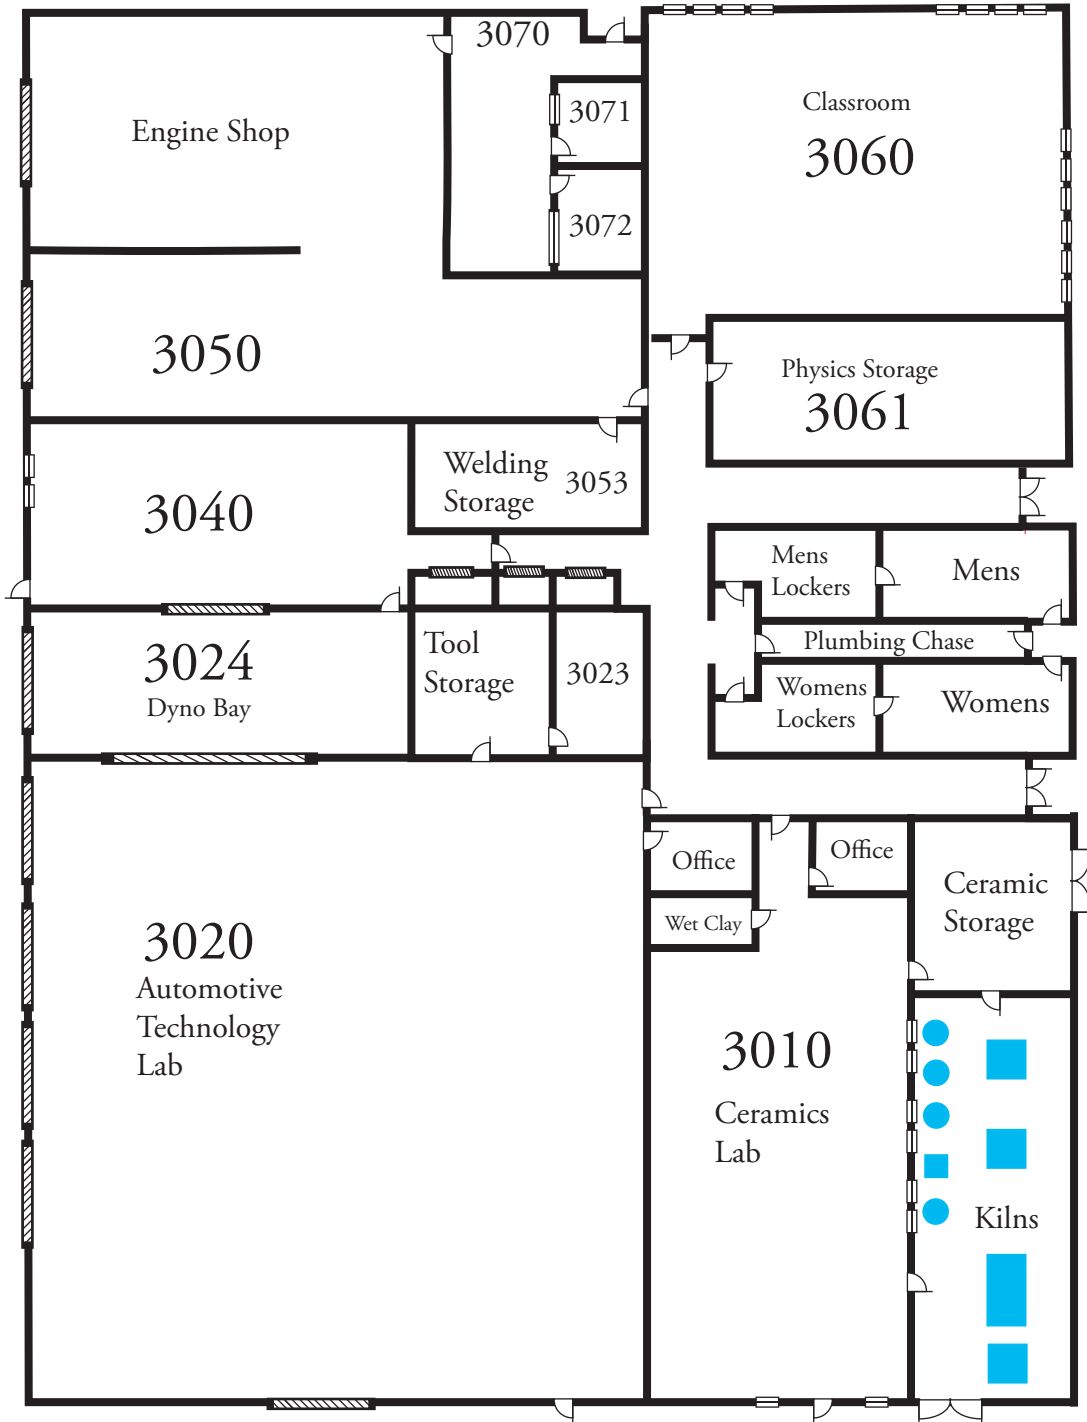 3070
3071
3072
Engine Shop
Classroom
3060
3050
Physics Storage
3061
Welding
Storage
3053
3040
Mens
Lockers
Mens
Plumbing Chase
Tool
Storage
3023
3024
Dyno Bay
Womens
Lockers
Womens
Office
Office
Wet Clay
Ceramic
Storage
3020
Automotive
Technology
Lab
3010
Ceramics
Lab
Kilns